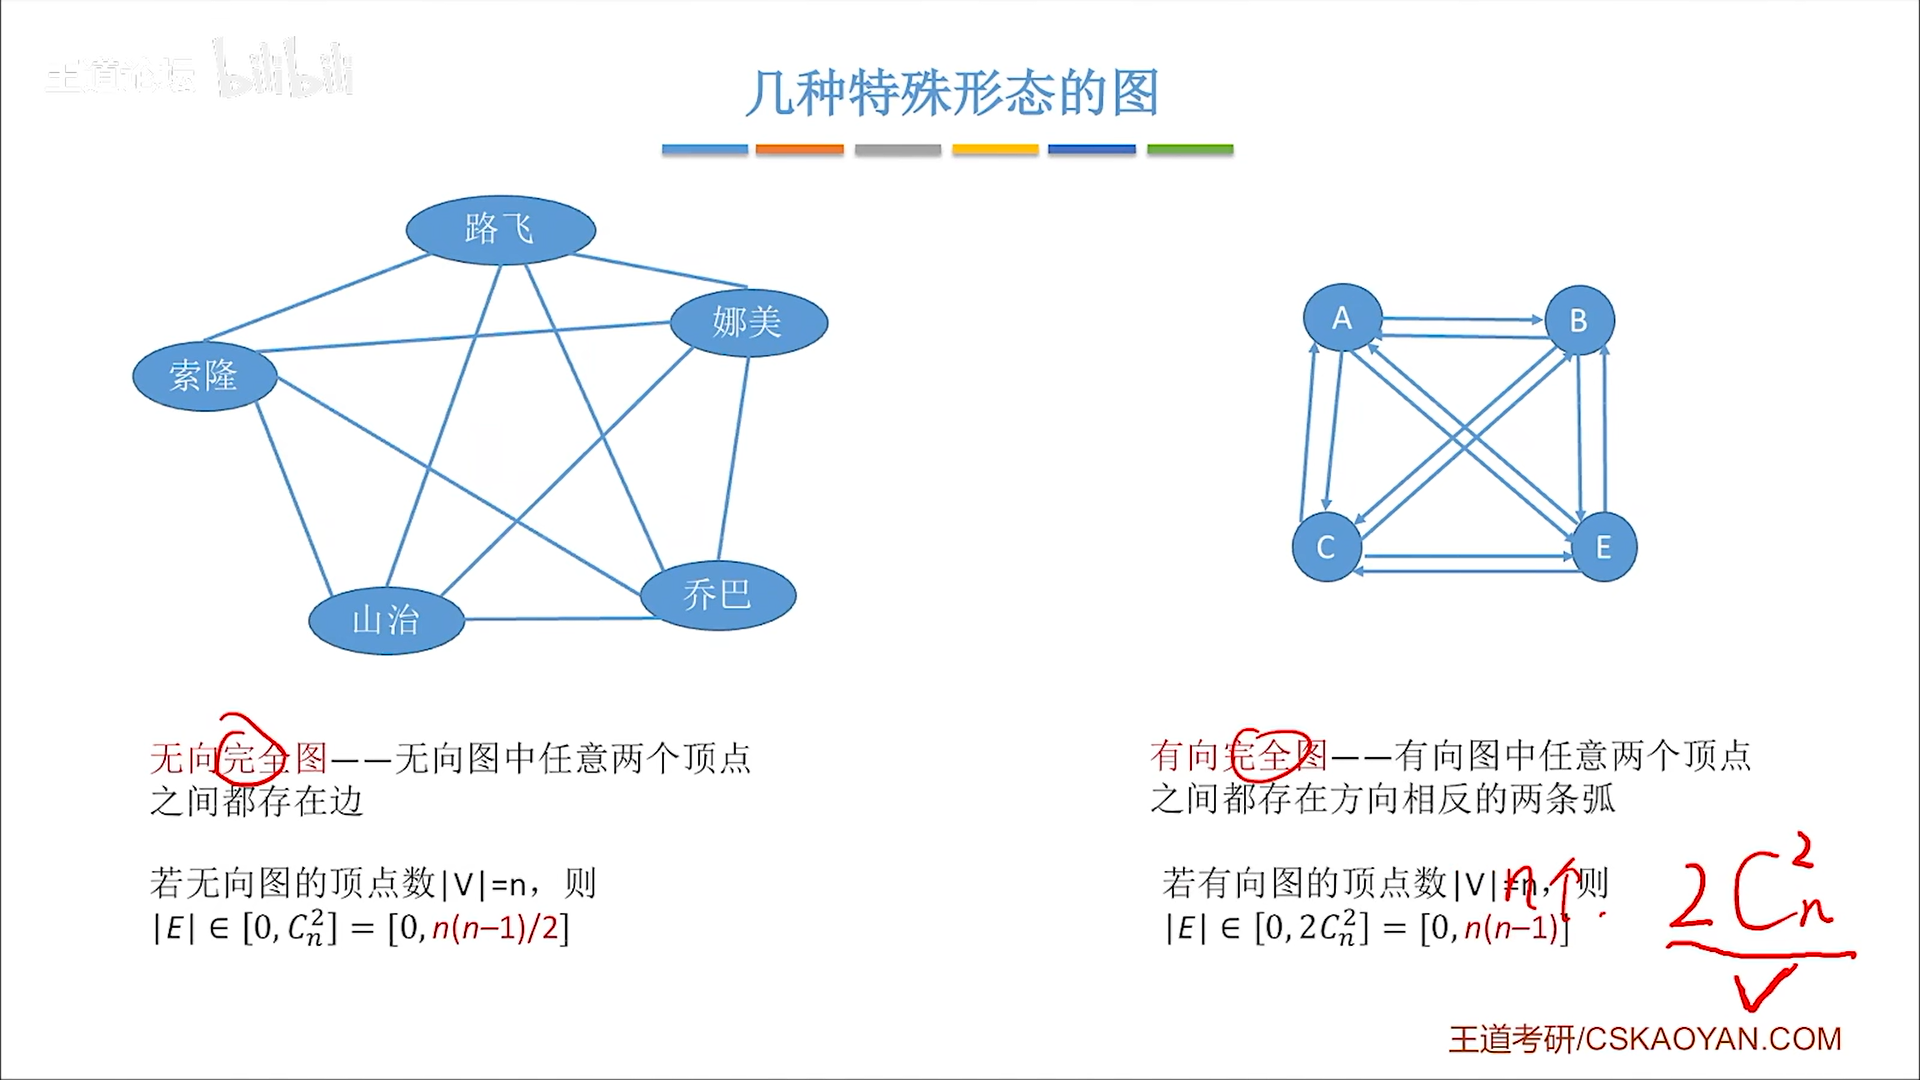 王道论坛 bilibili
几种特殊形态的图
路飞
娜美
索隆
山治
乔巴
A
B
C
E
无向完全图——无向图中任意两个顶点
之间都存在边
若无向图的顶点数|V|=n，则
|E| ∈ [0, C_n^2] = [0, n(n–1)/2]
有向完全图——有向图中任意两个顶点
之间都存在方向相反的两条弧
若有向图的顶点数|V|=n，则
|E| ∈ [0, 2C_n^2] = [0, n(n–1)]
n个
2C_n^2
王道考研/CSKAOYAN.COM